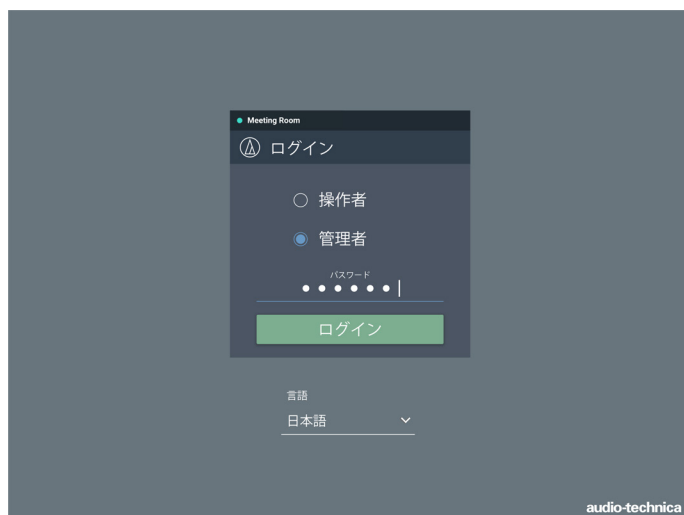 Meeting Room
ログイン
操作者
管理者
パスワード
ログイン
言語
日本語
audio-technica